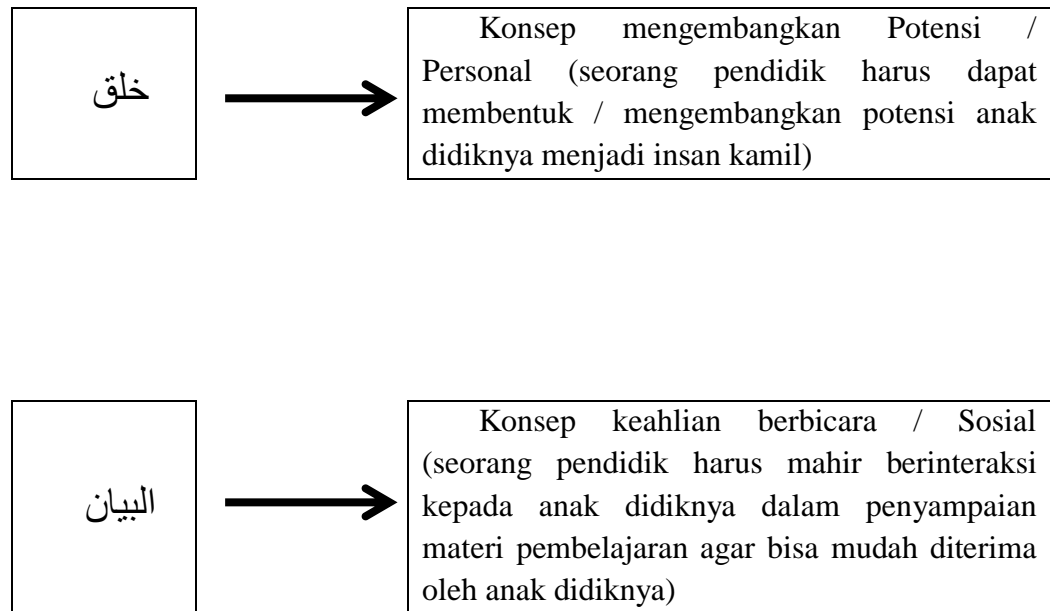 خلق
Konsep mengembangkan Potensi /
Personal (seorang pendidik harus dapat
membentuk / mengembangkan potensi anak
didiknya menjadi insan kamil)
البيان
Konsep keahlian berbicara / Sosial
(seorang pendidik harus mahir berinteraksi
kepada anak didiknya dalam penyampaian
materi pembelajaran agar bisa mudah diterima
oleh anak didiknya)